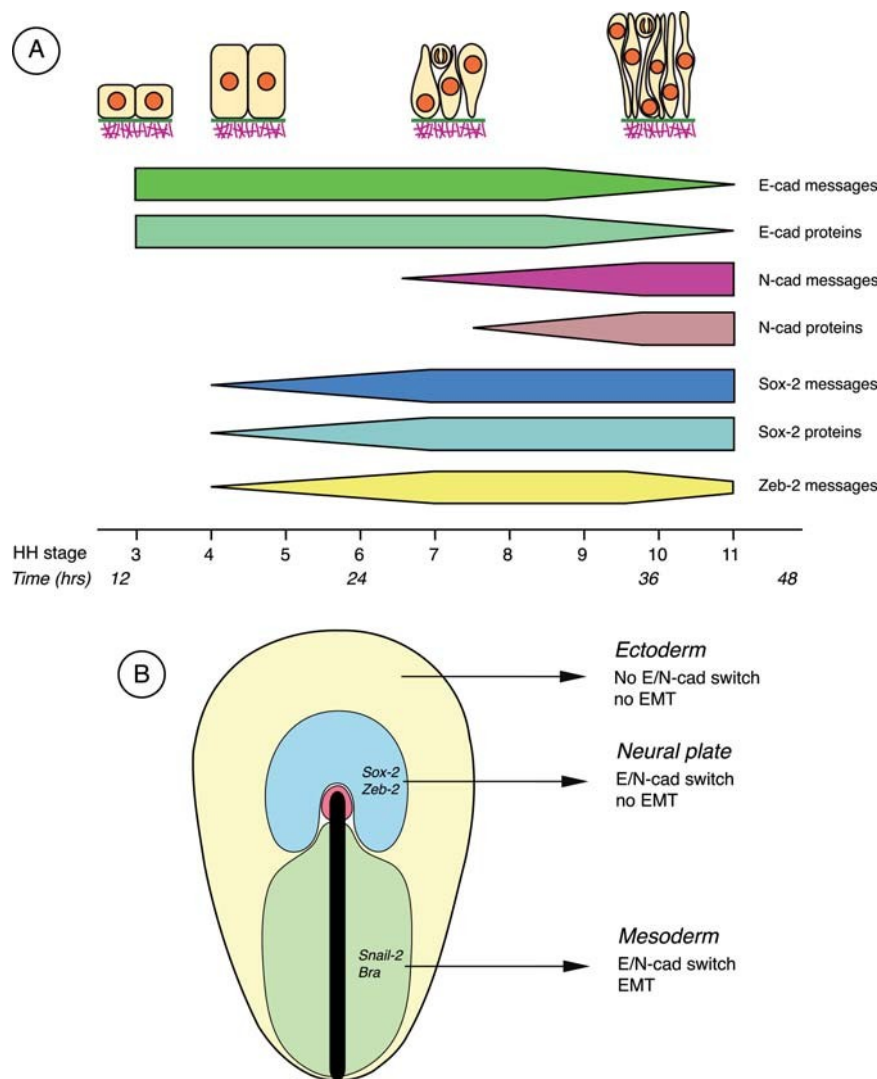 A
E-cad messages
E-cad proteins
N-cad messages
N-cad proteins
Sox-2 messages
Sox-2 proteins
Zeb-2 messages
HH stage 3 4 5 6 7 8 9 10 11
Time (hrs) 12 24 36 48
B
Ectoderm
No E/N-cad switch
no EMT
Sox-2
Zeb-2
Neural plate
E/N-cad switch
no EMT
Snail-2
Bra
Mesoderm
E/N-cad switch
EMT